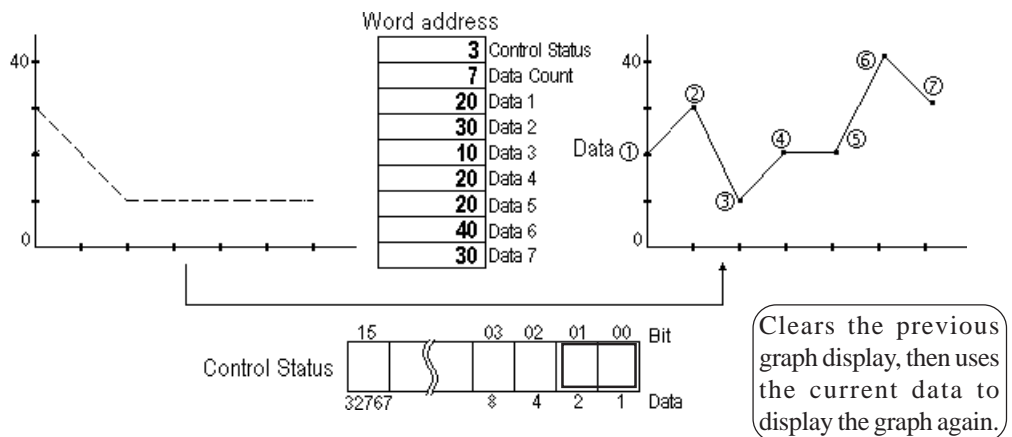 Word address
3 Control Status
7 Data Count
20 Data 1
30 Data 2
10 Data 3
20 Data 4
20 Data 5
40 Data 6
30 Data 7
40
0
40
Data ①
②
③
④
⑤
⑥
⑦
0
15 03 02 01 00 Bit
Control Status
32767 8 4 2 1 Data
Clears the previous
graph display, then uses
the current data to
display the graph again.